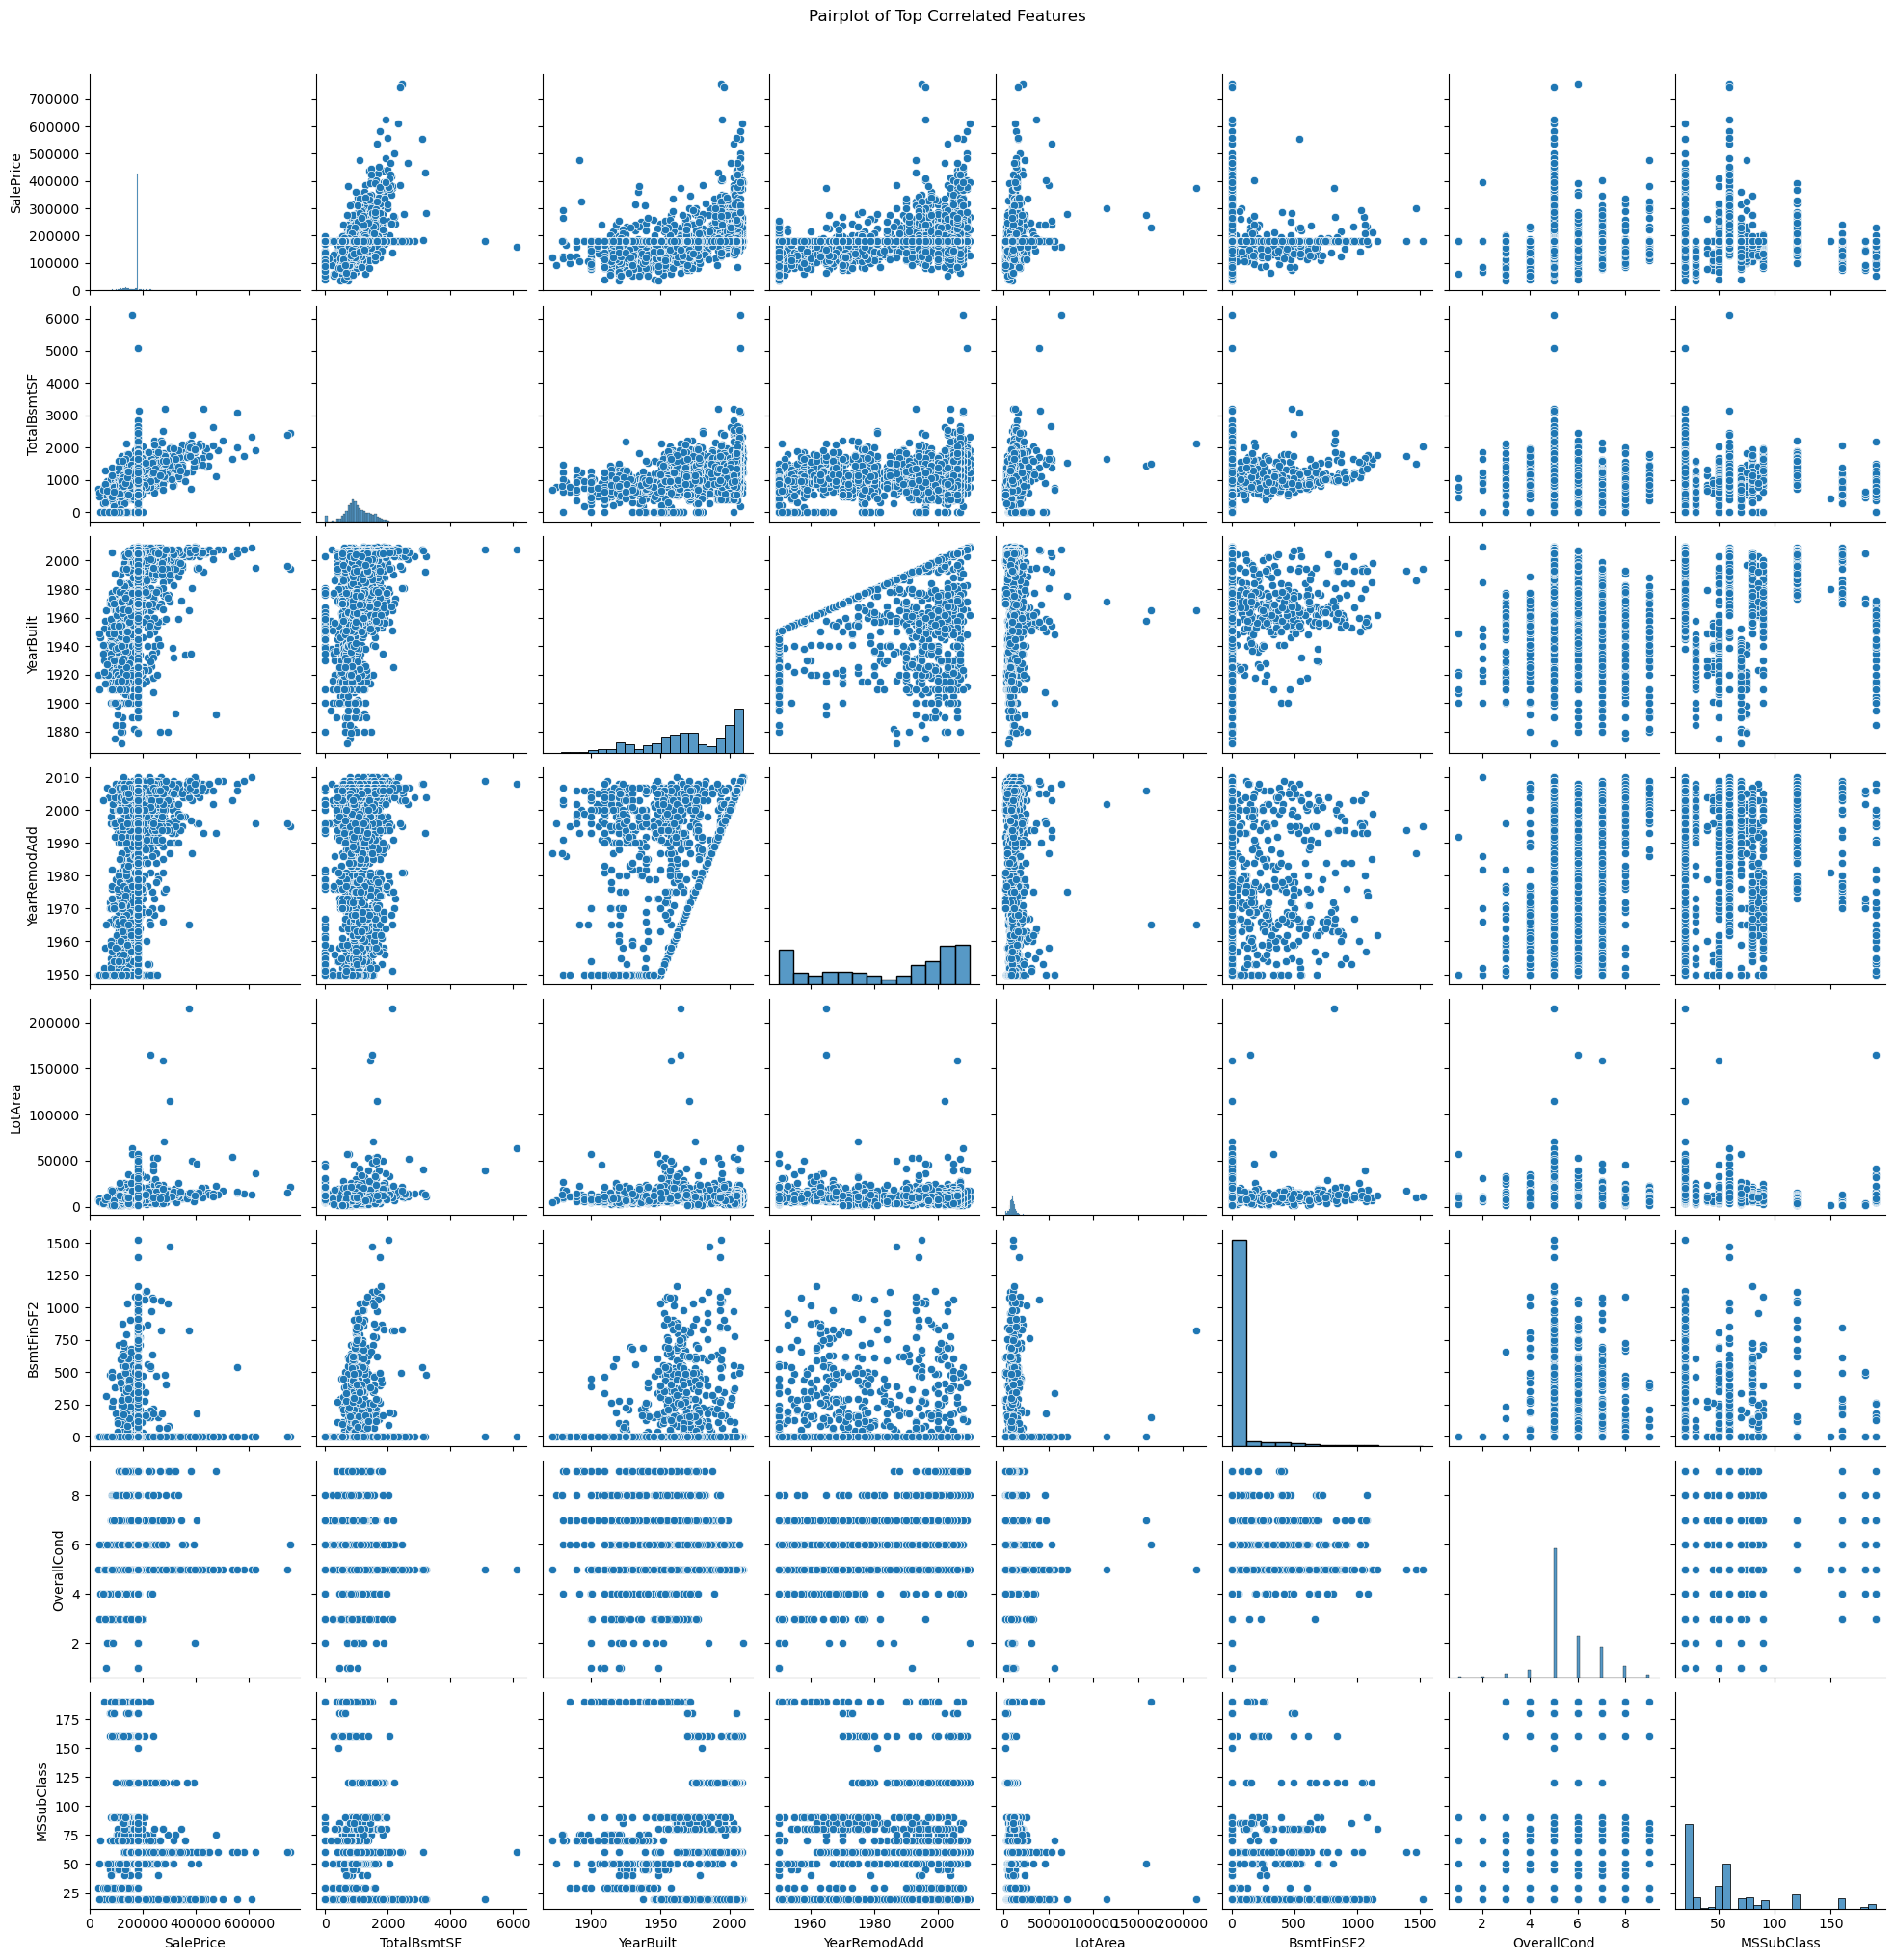 Pairplot of Top Correlated Features
700000
600000
500000
400000
300000
200000
100000
0
SalePrice
6000
5000
4000
3000
2000
1000
0
TotalBsmtSF
2000
1980
1960
1940
1920
1900
1880
YearBuilt
2010
2000
1990
1980
1970
1960
1950
YearRemodAdd
200000
150000
100000
50000
0
LotArea
1500
1250
1000
750
500
250
0
BsmtFinSF2
8
6
4
2
OverallCond
175
150
125
100
75
50
25
MSSubClass
0 200000 400000 600000
0 2000 4000 6000
1900 1950 2000
1960 1980 2000
0 50000 100000 150000 200000
0 500 1000 1500
2 4 6 8
50 100 150
SalePrice TotalBsmtSF YearBuilt YearRemodAdd LotArea BsmtFinSF2 OverallCond MSSubClass